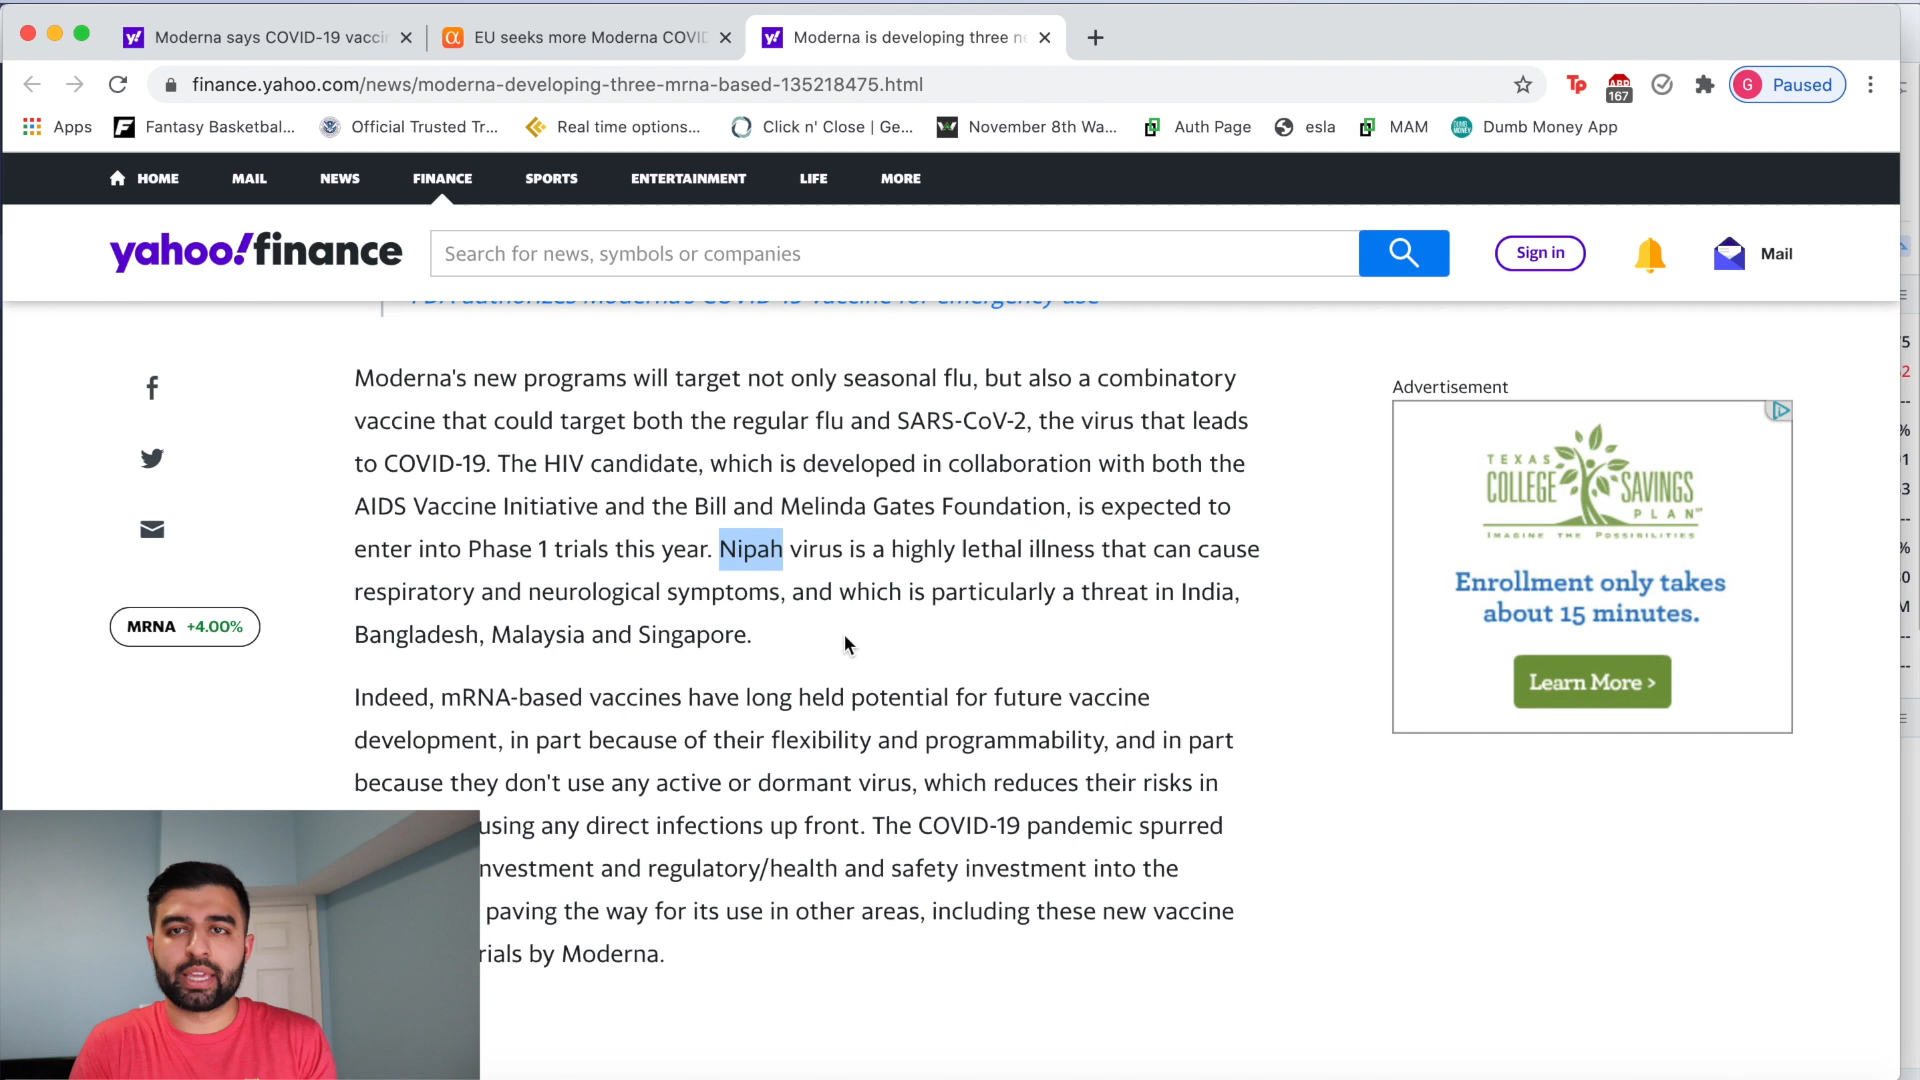 Moderna says COVID-19 vacci
EU seeks more Moderna COVI
Moderna is developing three n
finance.yahoo.com/news/moderna-developing-three-mrna-based-135218475.html
Tp
ABP
167
G Paused
Apps
Fantasy Basketbal...
Official Trusted Tr...
Real time options...
Click n' Close | Ge...
November 8th Wa...
Auth Page
esla
MAM
Dumb Money App
HOME
MAIL
NEWS
FINANCE
SPORTS
ENTERTAINMENT
LIFE
MORE
yahoo!finance
Search for news, symbols or companies
Sign in
Mail
FDA authorizes Moderna's COVID-19 vaccine for emergency use
Moderna's new programs will target not only seasonal flu, but also a combinatory
vaccine that could target both the regular flu and SARS-CoV-2, the virus that leads
to COVID-19. The HIV candidate, which is developed in collaboration with both the
AIDS Vaccine Initiative and the Bill and Melinda Gates Foundation, is expected to
enter into Phase 1 trials this year. Nipah virus is a highly lethal illness that can cause
respiratory and neurological symptoms, and which is particularly a threat in India,
Bangladesh, Malaysia and Singapore.
MRNA +4.00%
Indeed, mRNA-based vaccines have long held potential for future vaccine
development, in part because of their flexibility and programmability, and in part
because they don't use any active or dormant virus, which reduces their risks in
using any direct infections up front. The COVID-19 pandemic spurred
nvestment and regulatory/health and safety investment into the
paving the way for its use in other areas, including these new vaccine
rials by Moderna.
Advertisement
TEXAS
COLLEGE SAVINGS
PLAN
IMAGINE THE POSSIBILITIES
Enrollment only takes
about 15 minutes.
Learn More >